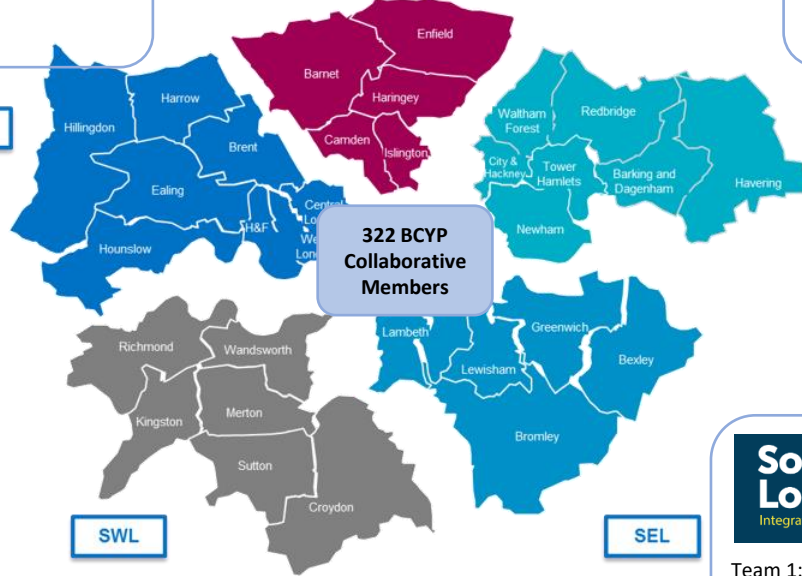 Enfield
Barnet
Haringey
Camden
Islington
Harrow
Hillingdon
Brent
Ealing
Hounslow
H&F
Central
Waltham
Forest
Redbridge
City &
Hackney
Tower
Hamlets
Barking and
Dagenham
Havering
Newham
322 BCYP
Collaborative
Members
Richmond
Wandsworth
Kingston
Merton
Sutton
Croydon
Lambeth
Lewisham
Greenwich
Bexley
Bromley
SWL
SEL
Team 1: